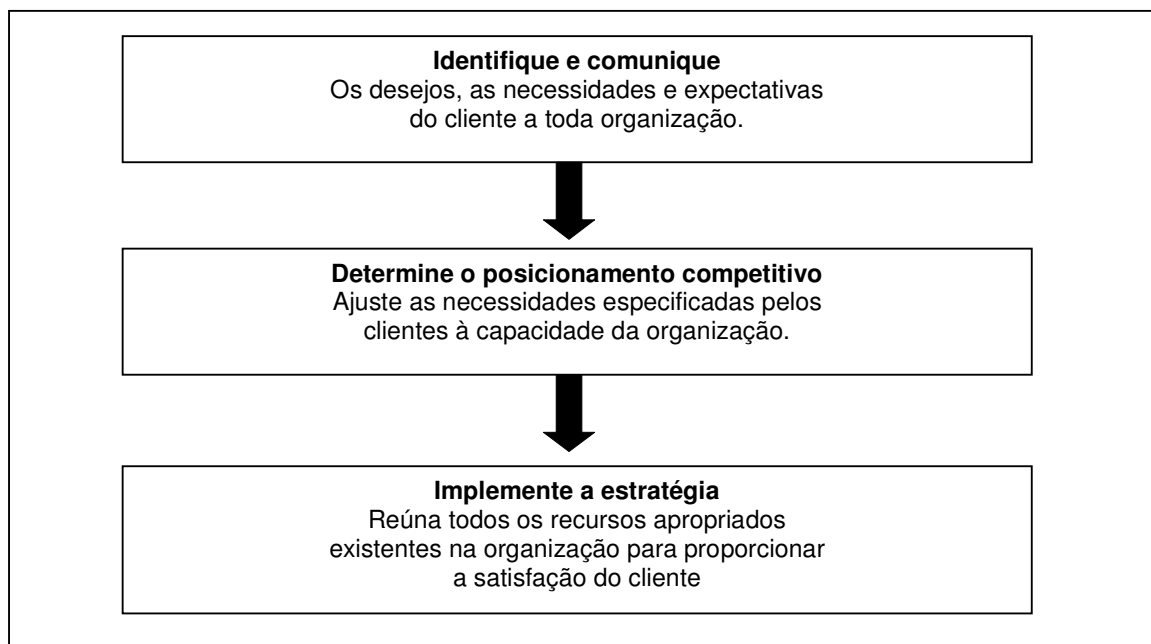 Identifique e comunique
Os desejos, as necessidades e expectativas
do cliente a toda organização.
Determine o posicionamento competitivo
Ajuste as necessidades especificadas pelos
clientes à capacidade da organização.
Implemente a estratégia
Reúna todos os recursos apropriados
existentes na organização para proporcionar
a satisfação do cliente